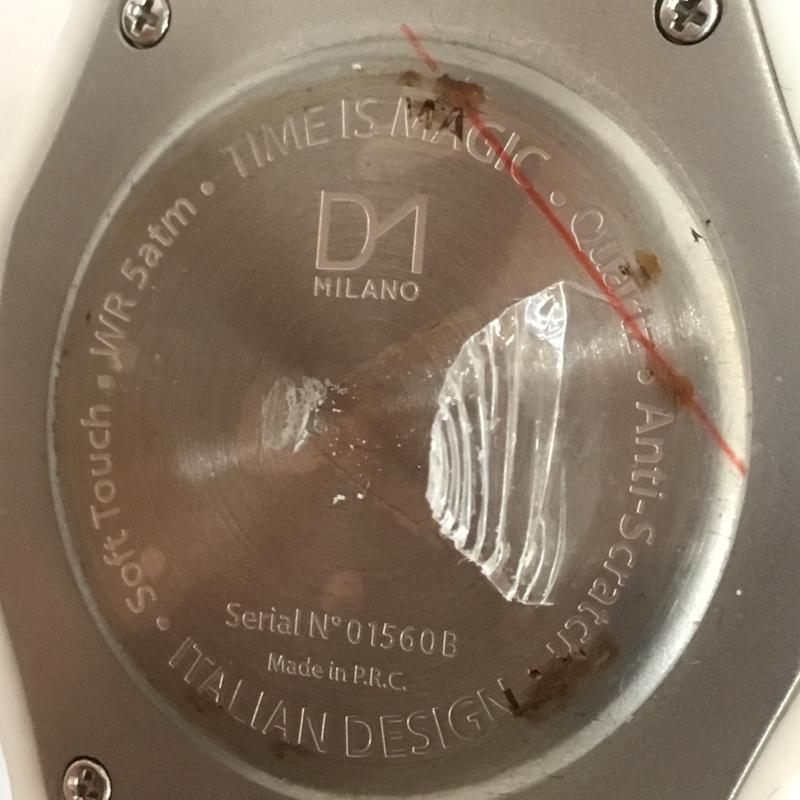 TIME IS MAGIC • Quartz • Anti-Scratch • ITALIAN DESIGN • Soft Touch • WR 5atm •
D1
MILANO
Serial N° 01560B
Made in P.R.C.